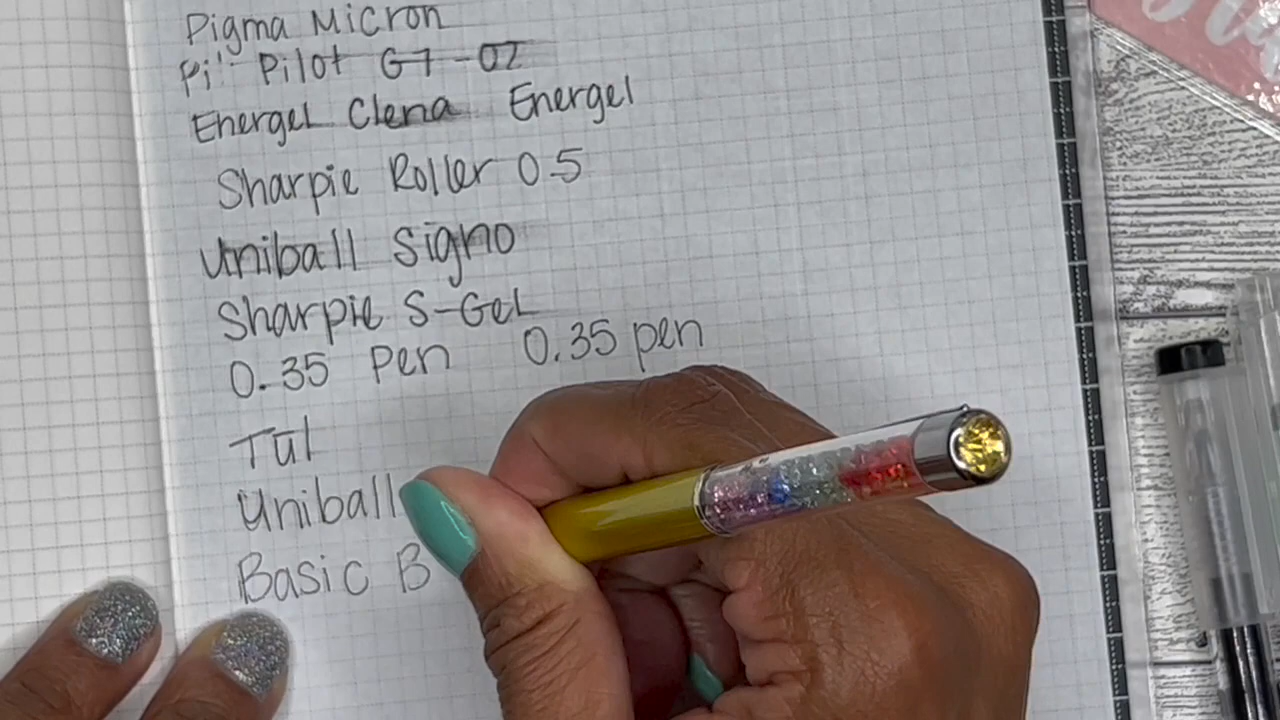 Pigma Micron
Pi Pilot G7-02
Energel Clena Energel
Sharpie Roller 0.5
Uniball Signo
Sharpie S-Gel
0.35 Pen 0.35 pen
Tul
Uniball
Basic B